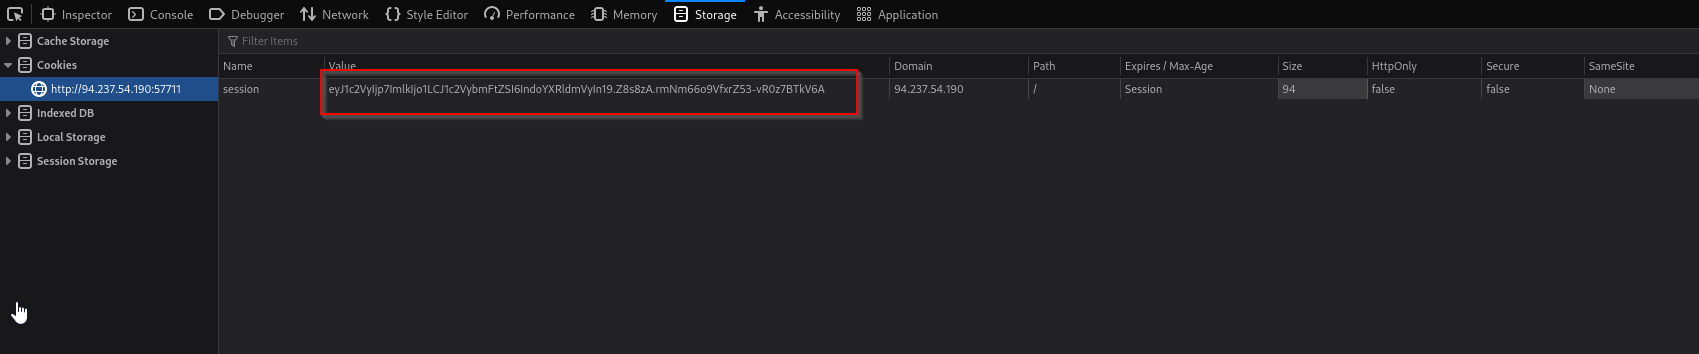 Inspector Console Debugger Network Style Editor Performance Memory Storage Accessibility Application
Cache Storage
Cookies
http://94.237.54.190:57711
Indexed DB
Local Storage
Session Storage
Filter Items
Name Value Domain Path Expires / Max-Age Size HttpOnly Secure SameSite
session eyJ1c2VyIjp7ImlkIjo1LCJ1c2VybmFtZSI6IndoYXRldmVyIn19.Z8s8zA.rmNm66o9VfxrZ53-vR0z7BTkV6A 94.237.54.190 / Session 94 false false None